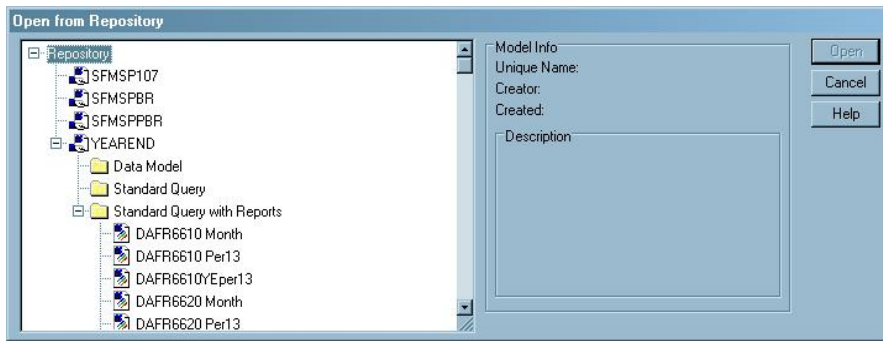 Open from Repository
Repository
SFMSP107
SFMSPBR
SFMSPPBR
YEAREND
Data Model
Standard Query
Standard Query with Reports
DAFR6610 Month
DAFR6610 Per13
DAFR6610YEper13
DAFR6620 Month
DAFR6620 Per13
Model Info
Unique Name:
Creator:
Created:
Description
Open
Cancel
Help